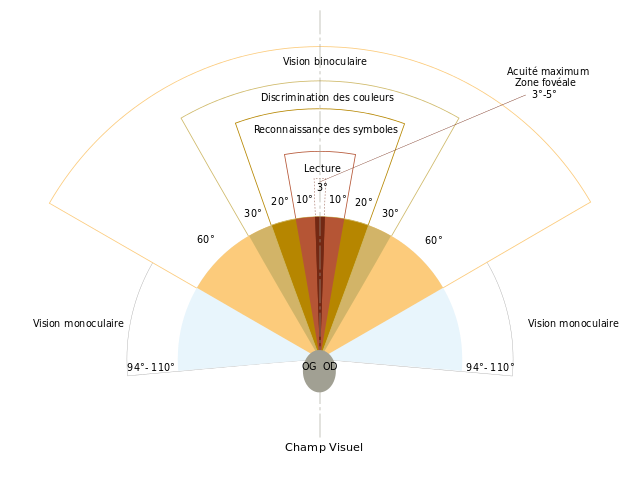 Vision binoculaire
Acuité maximum
Zone fovéale
3°-5°
Discrimination des couleurs
Reconnaissance des symboles
Lecture
3°
10° 10°
20° 20°
30° 30°
60° 60°
Vision monoculaire Vision monoculaire
94°- 110° 94°- 110°
OG OD
Champ Visuel